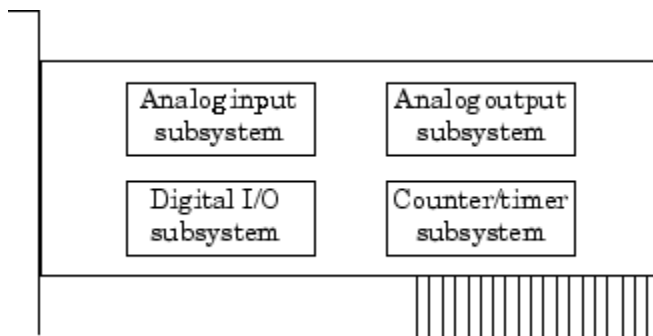 Analog input
subsystem
Analog output
subsystem
Digital I/O
subsystem
Counter/timer
subsystem